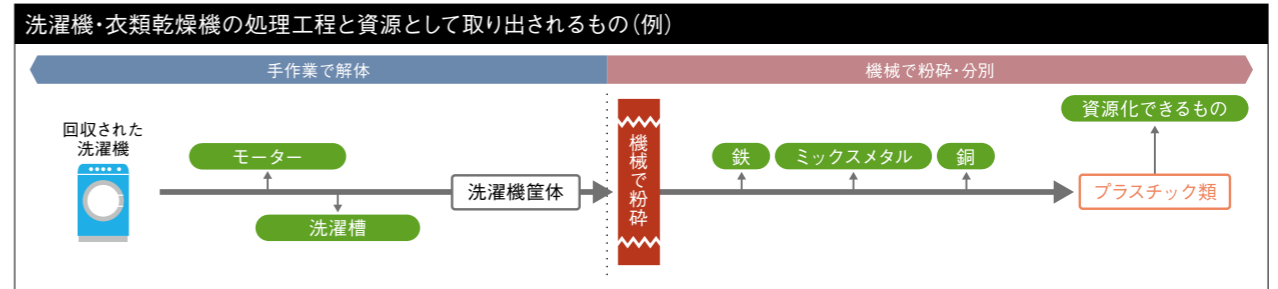 洗濯機・衣類乾燥機の処理工程と資源として取り出されるもの(例)
手作業で解体
機械で粉砕・分別
回収された
洗濯機
モーター
洗濯槽
洗濯機筐体
機械で粉砕
鉄
ミックスメタル
銅
資源化できるもの
プラスチック類